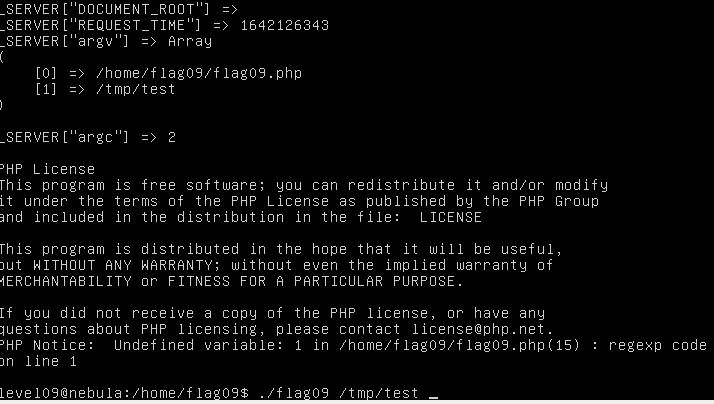 _SERVER["DOCUMENT_ROOT"] =>
_SERVER["REQUEST_TIME"] => 1642126343
_SERVER["argv"] => Array
(
    [0] => /home/flag09/flag09.php
    [1] => /tmp/test
)
_SERVER["argc"] => 2
PHP License
This program is free software; you can redistribute it and/or modify
it under the terms of the PHP License as published by the PHP Group
and included in the distribution in the file:  LICENSE
This program is distributed in the hope that it will be useful,
but WITHOUT ANY WARRANTY; without even the implied warranty of
MERCHANTABILITY or FITNESS FOR A PARTICULAR PURPOSE.
If you did not receive a copy of the PHP license, or have any
questions about PHP licensing, please contact license@php.net.
PHP Notice:  Undefined variable: 1 in /home/flag09/flag09.php(15) : regexp code
on line 1
level09@nebula:/home/flag09$ ./flag09 /tmp/test _